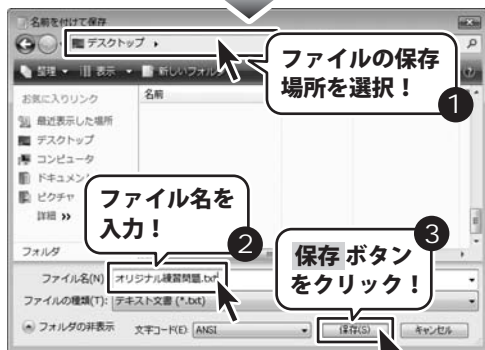 名前を付けて保存
デスクトップ
ファイルの保存
場所を選択！
1
整理
表示
新しいフォルダ
お気に入りリンク
名前
最近表示した場所
デスクトップ
コンピュータ
ドキュメン
ピクチャ
詳細 >>
ファイル名を
入力！
2
フォルダ
3
保存 ボタン
をクリック！
ファイル名(N): オリジナル練習問題.txt
ファイルの種類(T): テキスト文書 (*.txt)
フォルダの非表示
文字コード(E): ANSI
保存(S)
キャンセル